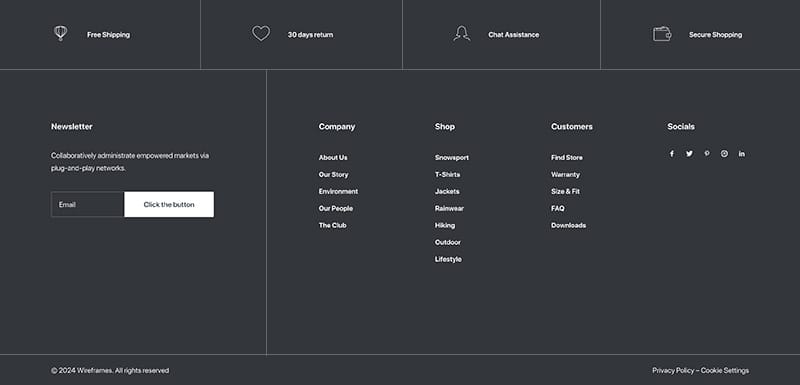 Free Shipping
30 days return
Chat Assistance
Secure Shopping
Newsletter
Collaboratively administrate empowered markets via
plug-and-play networks.
Email
Click the button
Company
About Us
Our Story
Environment
Our People
The Club
Shop
Snowsport
T-Shirts
Jackets
Rainwear
Hiking
Outdoor
Lifestyle
Customers
Find Store
Warranty
Size & Fit
FAQ
Downloads
Socials
© 2024 Wireframes. All rights reserved
Privacy Policy – Cookie Settings